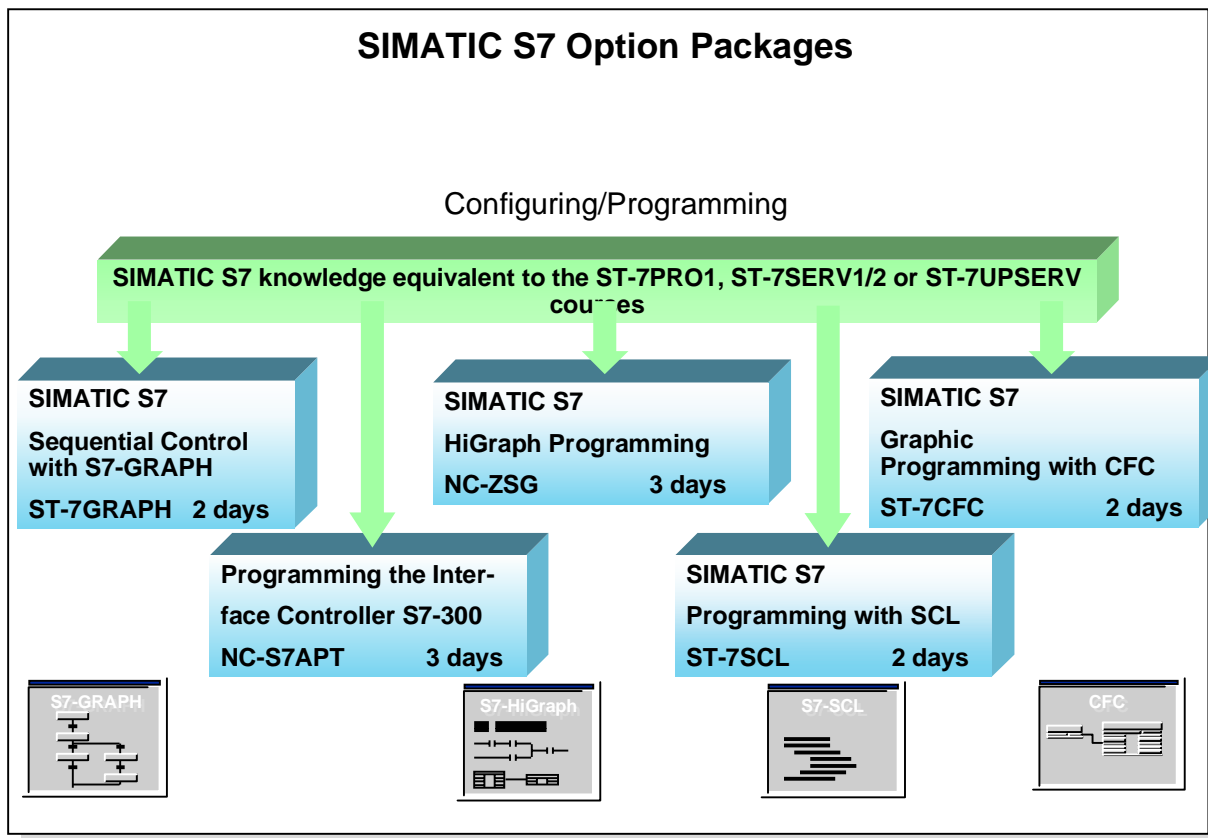 SIMATIC S7 Option Packages
Configuring/Programming
SIMATIC S7 knowledge equivalent to the ST-7PRO1, ST-7SERV1/2 or ST-7UPSERV
courses
SIMATIC S7
Sequential Control
with S7-GRAPH
ST-7GRAPH 2 days
SIMATIC S7
HiGraph Programming
NC-ZSG 3 days
SIMATIC S7
Graphic
Programming with CFC
ST-7CFC 2 days
Programming the Inter-
face Controller S7-300
NC-S7APT 3 days
SIMATIC S7
Programming with SCL
ST-7SCL 2 days
S7-GRAPH
S7-HiGraph
S7-SCL
CFC